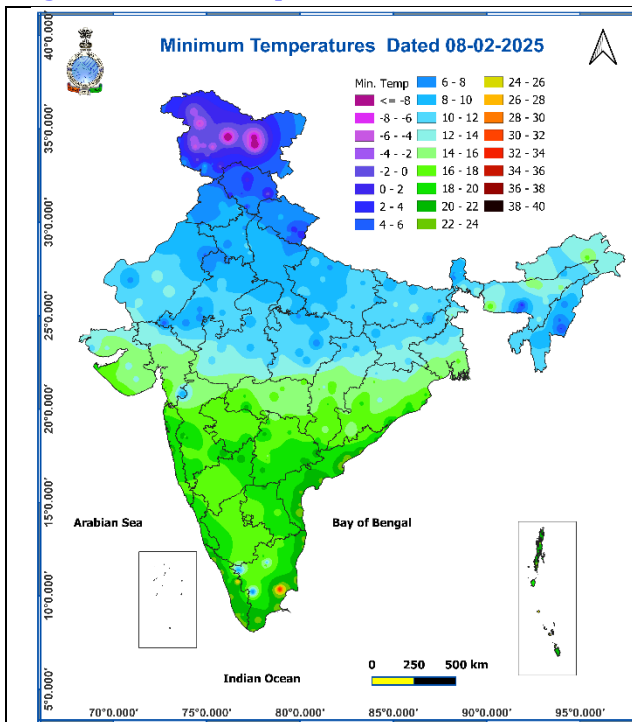 Minimum Temperatures Dated 08-02-2025
Min. Temp
<= -8
-8 - -6
-6 - -4
-4 - -2
-2 - 0
0 - 2
2 - 4
4 - 6
6 - 8
8 - 10
10 - 12
12 - 14
14 - 16
16 - 18
18 - 20
20 - 22
22 - 24
24 - 26
26 - 28
28 - 30
30 - 32
32 - 34
34 - 36
36 - 38
38 - 40
40°0.000'
35°0.000'
30°0.000'
25°0.000'
20°0.000'
15°0.000'
10°0.000'
5°0.000'
Arabian Sea
Bay of Bengal
Indian Ocean
0 250 500 km
70°0.000' 75°0.000' 80°0.000' 85°0.000' 90°0.000' 95°0.000'